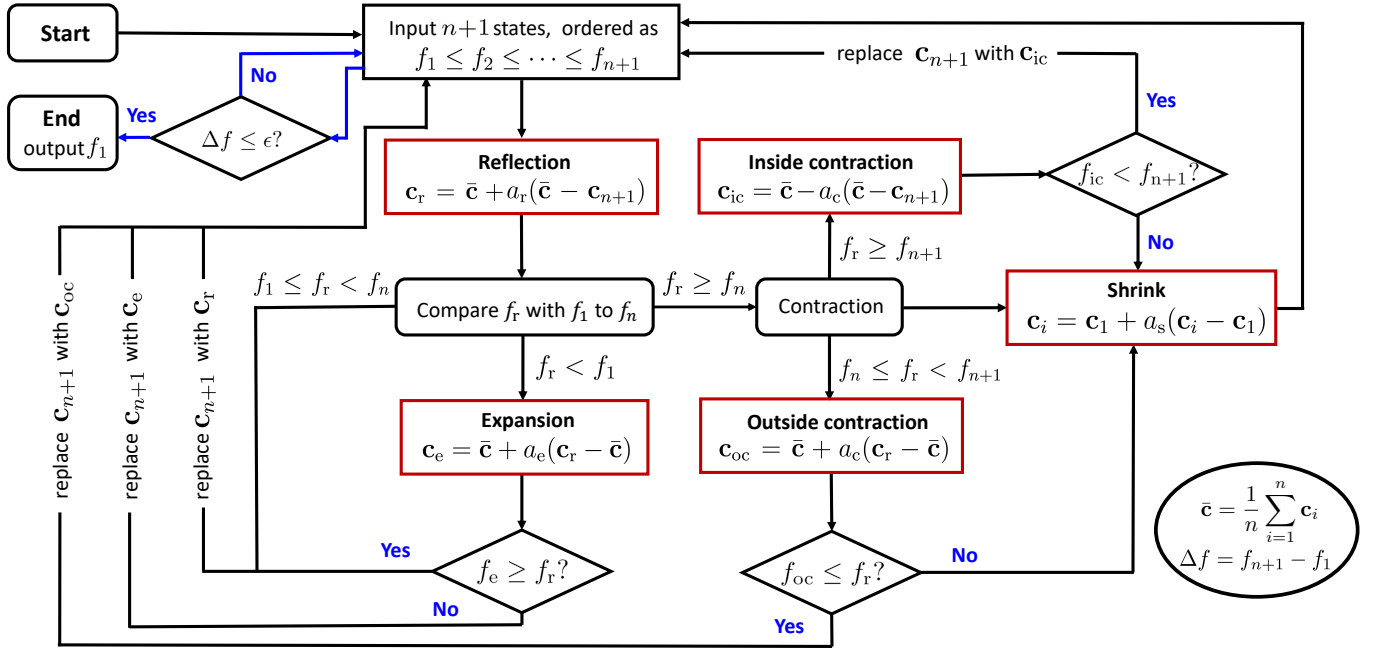 Start
Input n+1 states, ordered as
f₁ ≤ f₂ ≤ ⋯ ≤ fₙ₊₁
replace 𝐜ₙ₊₁ with 𝐜_ic
No
Yes
End
output f₁
Yes
Δf ≤ ϵ?
Reflection
𝐜_r = 𝐜̄ + a_r(𝐜̄ − 𝐜ₙ₊₁)
Inside contraction
𝐜_ic = 𝐜̄ − a_c(𝐜̄ − 𝐜ₙ₊₁)
f_ic < fₙ₊₁?
No
f_r ≥ fₙ₊₁
f₁ ≤ f_r < fₙ
Compare f_r with f₁ to fₙ
f_r ≥ fₙ
Contraction
Shrink
𝐜ᵢ = 𝐜₁ + a_s(𝐜ᵢ − 𝐜₁)
replace 𝐜ₙ₊₁ with 𝐜_oc
replace 𝐜ₙ₊₁ with 𝐜_e
replace 𝐜ₙ₊₁ with 𝐜_r
f_r < f₁
fₙ ≤ f_r < fₙ₊₁
Expansion
𝐜_e = 𝐜̄ + a_e(𝐜_r − 𝐜̄)
Outside contraction
𝐜_oc = 𝐜̄ + a_c(𝐜_r − 𝐜̄)
Yes
f_e ≥ f_r?
No
f_oc ≤ f_r?
No
Yes
𝐜̄ = 1/n ∑ᵢ₌₁ⁿ 𝐜ᵢ
Δf = fₙ₊₁ − f₁